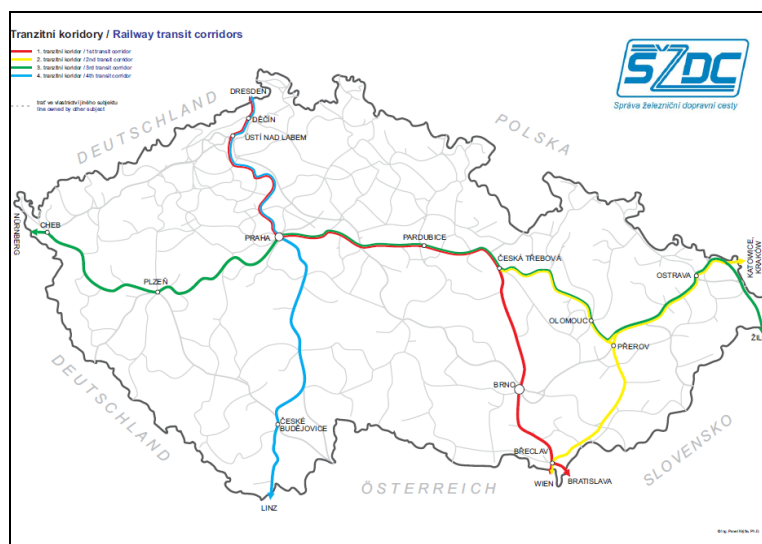 Tranzitní koridory / Railway transit corridors
1. tranzitní koridor / 1st transit corridor
2. tranzitní koridor / 2nd transit corridor
3. tranzitní koridor / 3rd transit corridor
4. tranzitní koridor / 4th transit corridor
trať ve vlastnictví jiného subjektu
line owned by other subject
SŽDC
Správa železniční dopravní cesty
DRESDEN
DEUTSCHLAND
DĚČÍN
ÚSTÍ NAD LABEM
POLSKA
NÜRNBERG
CHEB
PRAHA
PARDUBICE
ČESKÁ TŘEBOVÁ
OSTRAVA
KATOWICE,
KRAKÓW
PLZEŇ
OLOMOUC
PŘEROV
ŽIL
DEUTSCHLAND
BRNO
ČESKÉ
BUDĚJOVICE
BŘECLAV
SLOVENSKO
WIEN
BRATISLAVA
ÖSTERREICH
LINZ